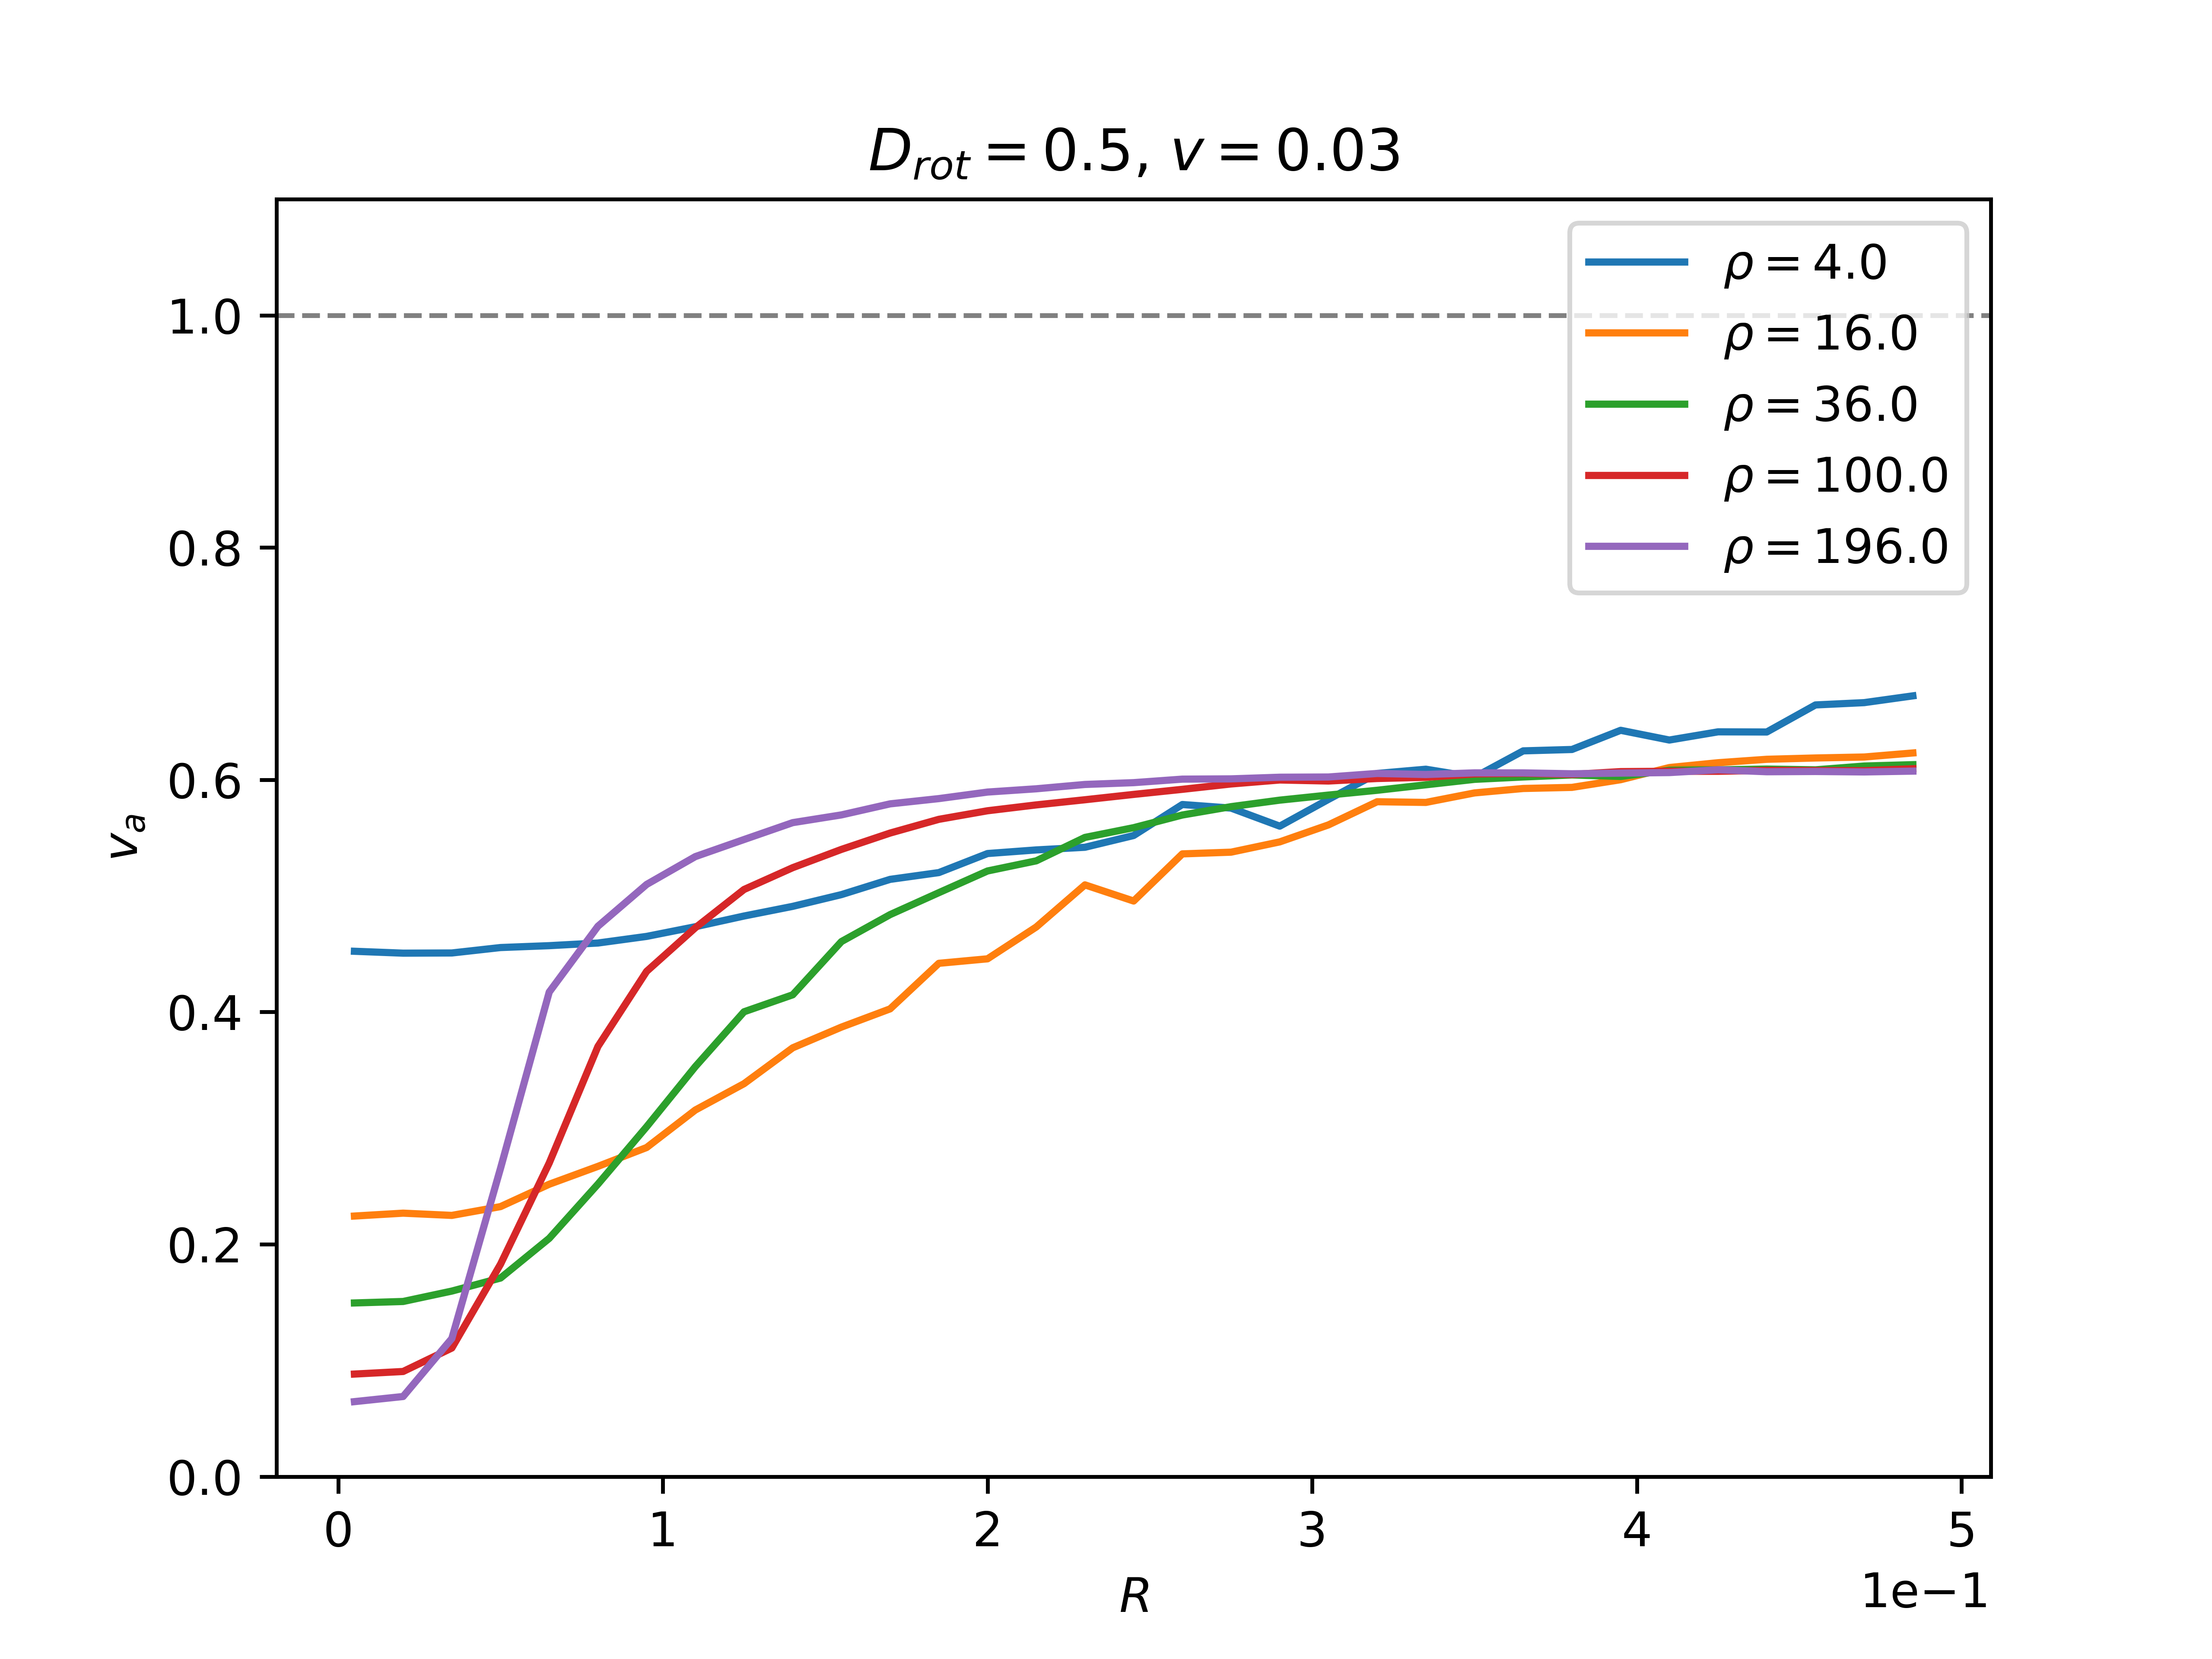 D_rot = 0.5, v = 0.03
ρ = 4.0
ρ = 16.0
ρ = 36.0
ρ = 100.0
ρ = 196.0
1.0
0.8
0.6
0.4
0.2
0.0
v_a
0 1 2 3 4 5
R
1e−1